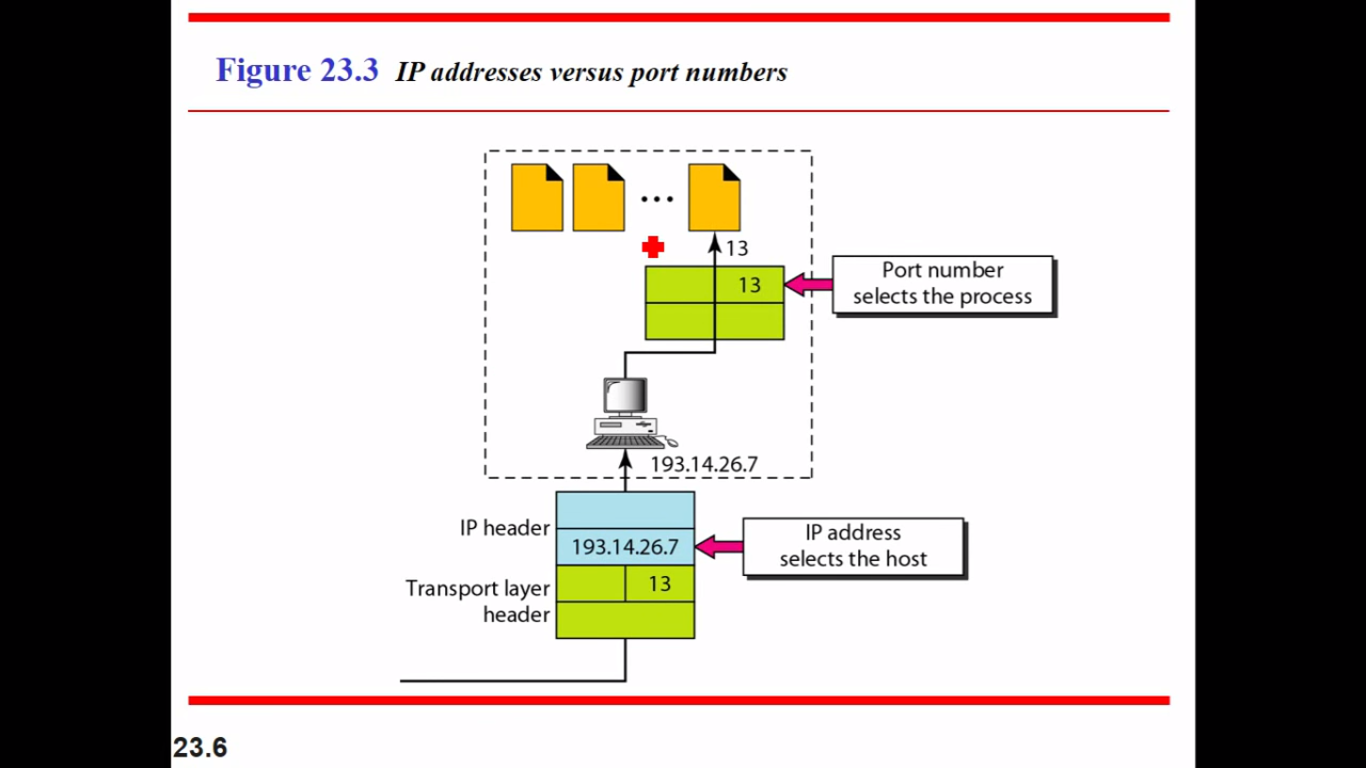 Figure 23.3 IP addresses versus port numbers
13
13
Port number
selects the process
193.14.26.7
IP header
193.14.26.7
IP address
selects the host
Transport layer
header
13
23.6